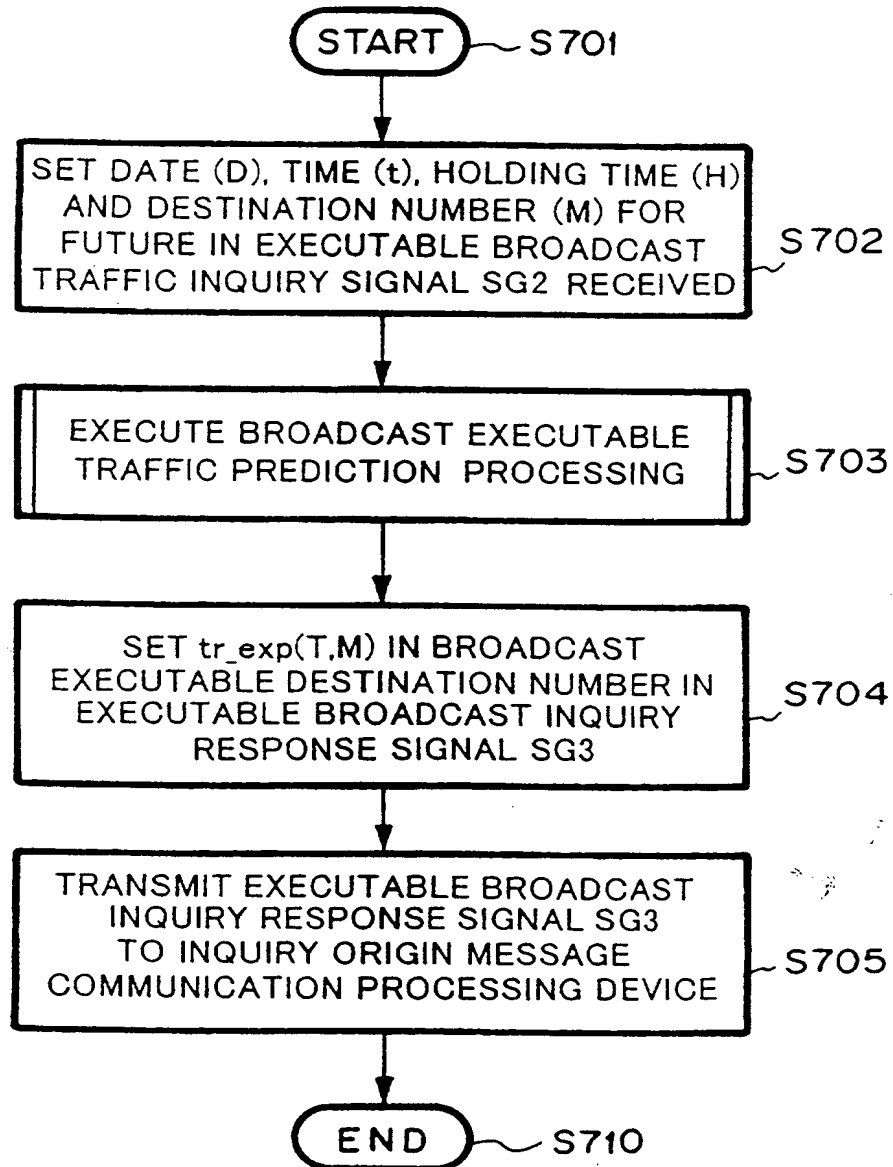 START
S701
SET DATE (D), TIME (t), HOLDING TIME (H)
AND DESTINATION NUMBER (M) FOR
FUTURE IN EXECUTABLE BROADCAST
TRAFFIC INQUIRY SIGNAL SG2 RECEIVED
S702
EXECUTE BROADCAST EXECUTABLE
TRAFFIC PREDICTION PROCESSING
S703
SET tr_exp(T,M) IN BROADCAST
EXECUTABLE DESTINATION NUMBER IN
EXECUTABLE BROADCAST INQUIRY
RESPONSE SIGNAL SG3
S704
TRANSMIT EXECUTABLE BROADCAST
INQUIRY RESPONSE SIGNAL SG3
TO INQUIRY ORIGIN MESSAGE
COMMUNICATION PROCESSING DEVICE
S705
END
S710